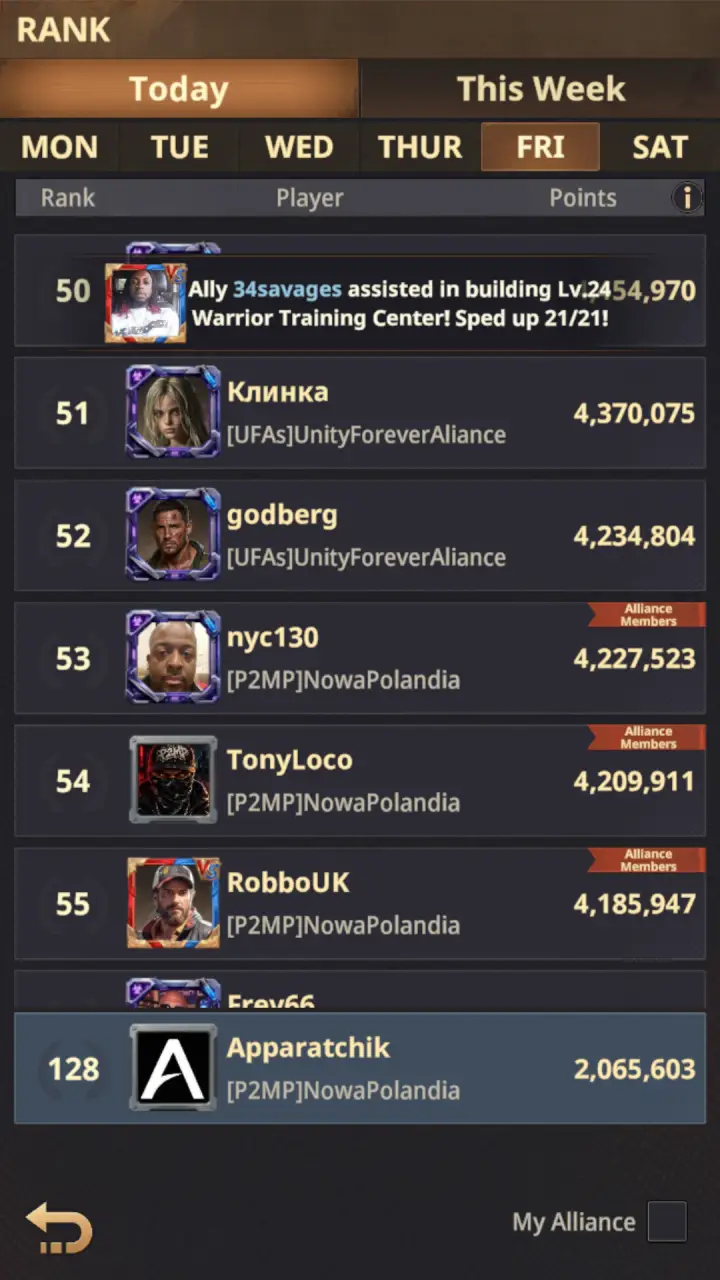 RANK
Today
This Week
MON TUE WED THUR FRI SAT
Rank Player Points
50
Ally 34savages assisted in building Lv.24
Warrior Training Center! Sped up 21/21!
54,970
51
Клинка
[UFAs]UnityForeverAliance
4,370,075
52
godberg
[UFAs]UnityForeverAliance
4,234,804
53
nyc130
[P2MP]NowaPolandia
Alliance
Members
4,227,523
54
TonyLoco
[P2MP]NowaPolandia
Alliance
Members
4,209,911
55
RobboUK
[P2MP]NowaPolandia
Alliance
Members
4,185,947
Frey66
128
Apparatchik
[P2MP]NowaPolandia
2,065,603
My Alliance